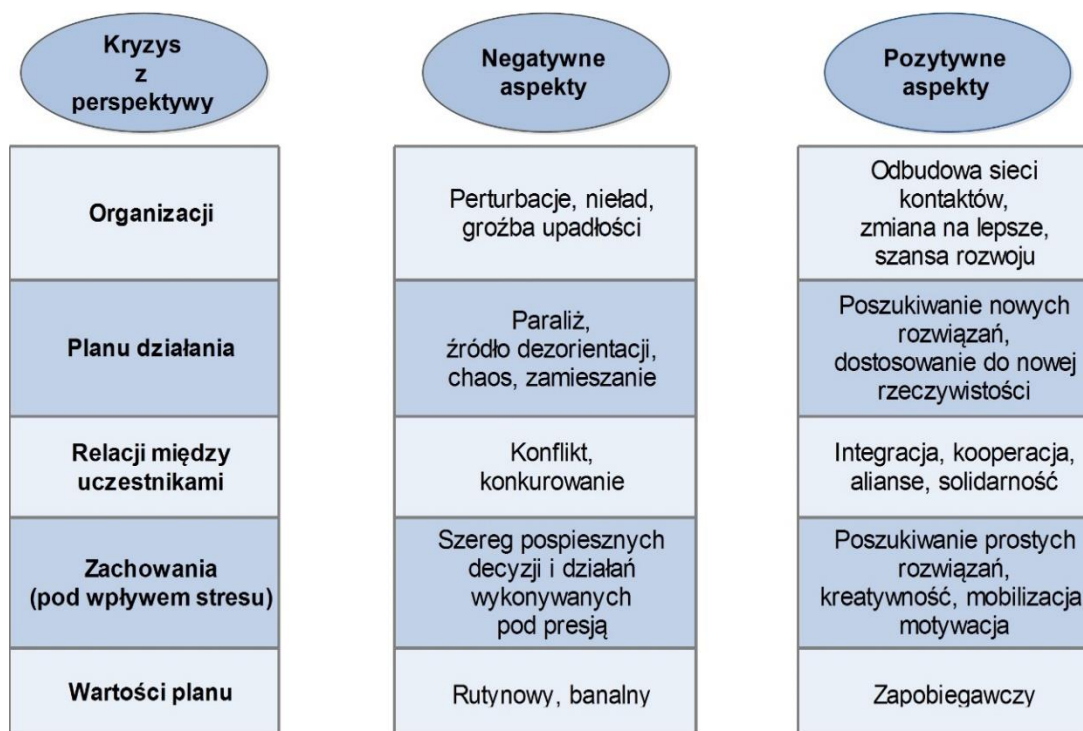 Kryzys
z
perspektywy
Negatywne
aspekty
Pozytywne
aspekty
Organizacji
Perturbacje, nieład,
groźba upadłości
Odbudowa sieci
kontaktów,
zmiana na lepsze,
szansa rozwoju
Planu działania
Paraliż,
źródło dezorientacji,
chaos, zamieszanie
Poszukiwanie nowych
rozwiązań,
dostosowanie do nowej
rzeczywistości
Relacji między
uczestnikami
Konflikt,
konkurowanie
Integracja, kooperacja,
alianse, solidarność
Zachowania
(pod wpływem stresu)
Szereg pospiesznych
decyzji i działań
wykonywanych
pod presją
Poszukiwanie prostych
rozwiązań,
kreatywność, mobilizacja
motywacja
Wartości planu
Rutynowy, banalny
Zapobiegawczy